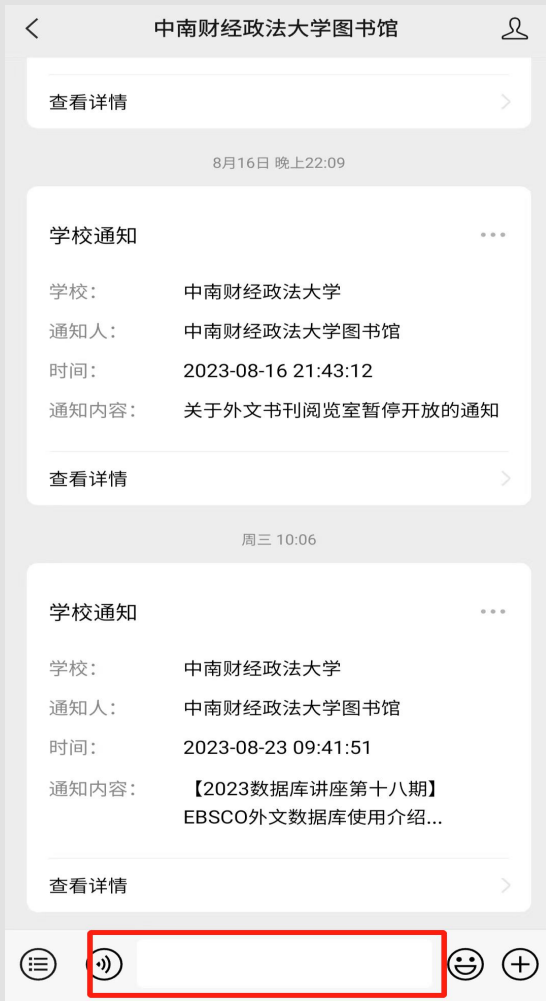 中南财经政法大学图书馆
查看详情
8月16日 晚上22:09
学校通知
学校： 中南财经政法大学
通知人： 中南财经政法大学图书馆
时间： 2023-08-16 21:43:12
通知内容： 关于外文书刊阅览室暂停开放的通知
查看详情
周三 10:06
学校通知
学校： 中南财经政法大学
通知人： 中南财经政法大学图书馆
时间： 2023-08-23 09:41:51
通知内容： 【2023数据库讲座第十八期】
EBSCO外文数据库使用介绍...
查看详情